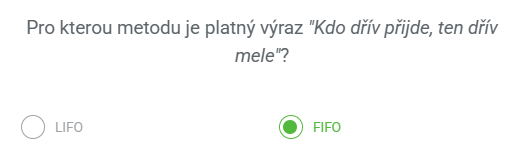 Pro kterou metodu je platný výraz "Kdo dřív přijde, ten dřív
mele"?
LIFO
FIFO